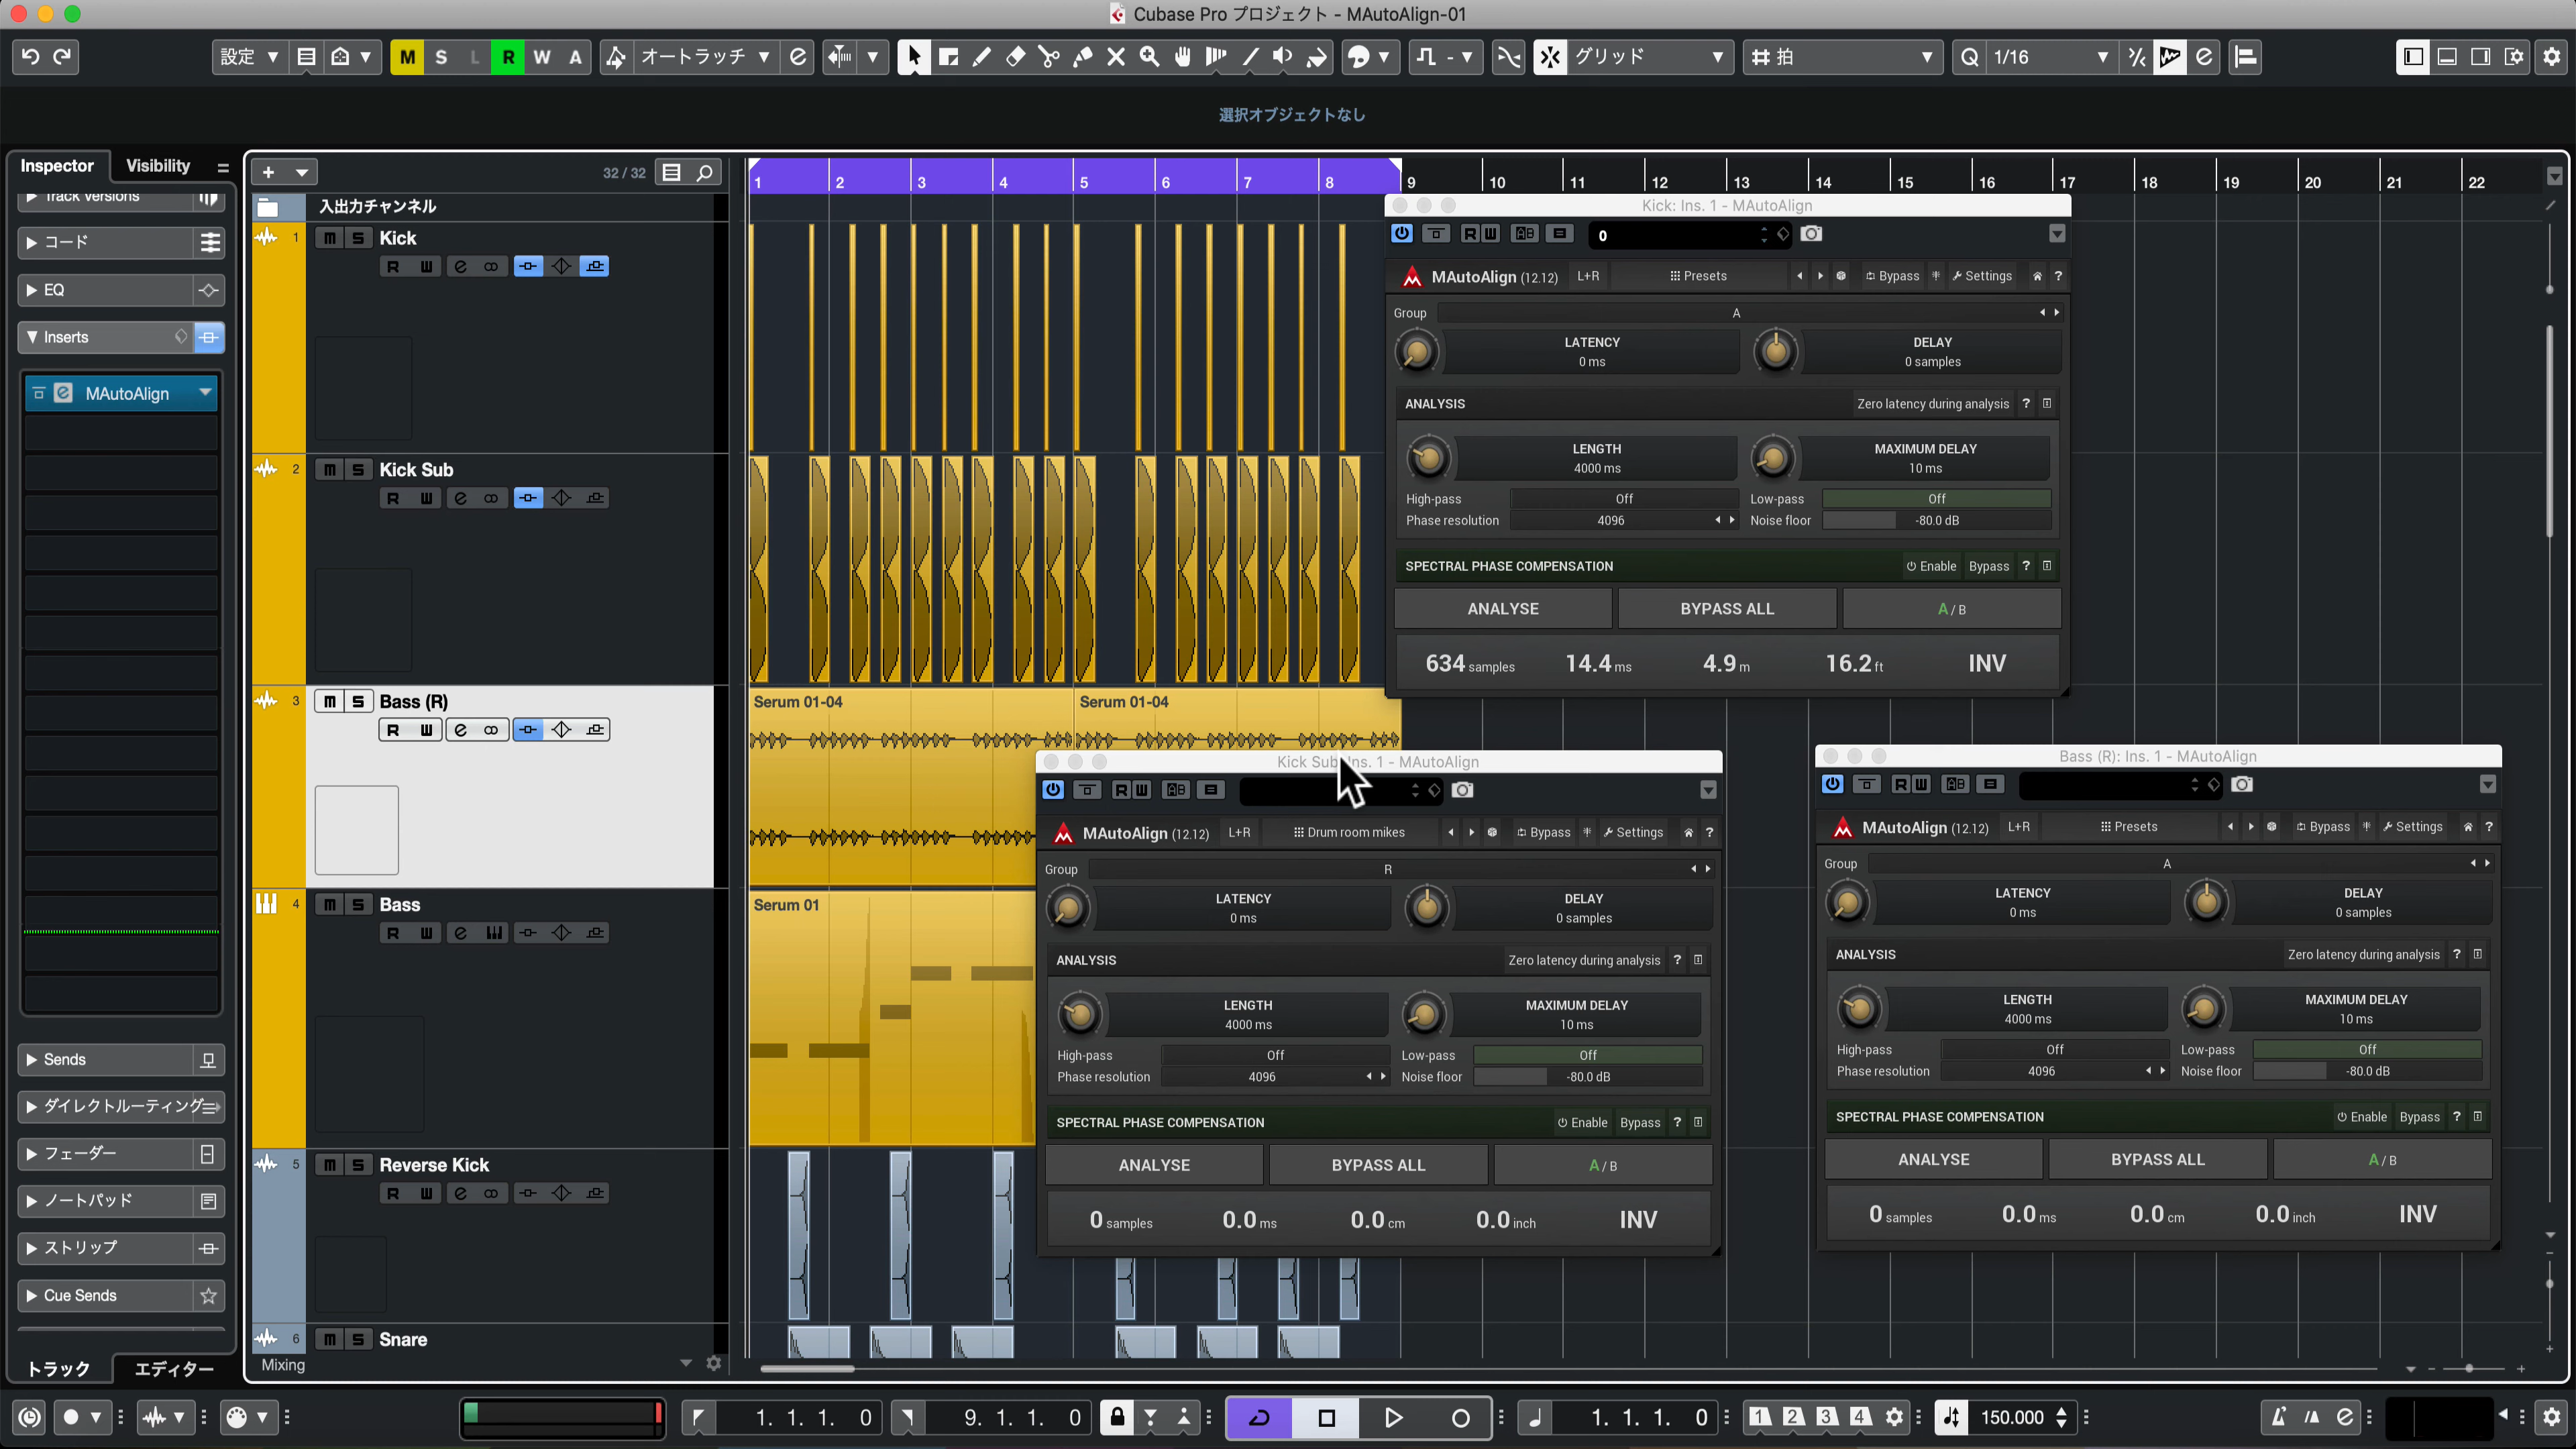 Cubase Pro プロジェクト - MAutoAlign-01
設定 M S L R W A オートラッチ グリッド 拍 Q 1/16
選択オブジェクトなし
Inspector Visibility
Track Versions
コード
EQ
Inserts
MAutoAlign
Sends
ダイレクトルーティング
フェーダー
ノートパッド
ストリップ
Cue Sends
トラック エディター
32 / 32
1 2 3 4 5 6 7 8 9 10 11 12 13 14 15 16 17 18 19 20 21 22
入出力チャンネル
1 m S Kick
R W e
2 m S Kick Sub
R W e
3 m S Bass (R)
R W e
Serum 01-04 Serum 01-04
4 m S Bass
R W e
Serum 01
5 m S Reverse Kick
R W e
6 m S Snare
Mixing
Kick: Ins. 1 - MAutoAlign
R W AB 0
MAutoAlign (12.12) L+R Presets Bypass Settings ?
Group A
LATENCY DELAY
0 ms 0 samples
ANALYSIS Zero latency during analysis ?
LENGTH MAXIMUM DELAY
4000 ms 10 ms
High-pass Off Low-pass Off
Phase resolution 4096 Noise floor -80.0 dB
SPECTRAL PHASE COMPENSATION Enable Bypass ?
ANALYSE BYPASS ALL A / B
634 samples 14.4 ms 4.9 m 16.2 ft INV
Kick Sub Ins. 1 - MAutoAlign
R W AB
MAutoAlign (12.12) L+R Drum room mikes Bypass Settings ?
Group R
LATENCY DELAY
0 ms 0 samples
ANALYSIS Zero latency during analysis ?
LENGTH MAXIMUM DELAY
4000 ms 10 ms
High-pass Off Low-pass Off
Phase resolution 4096 Noise floor -80.0 dB
SPECTRAL PHASE COMPENSATION Enable Bypass ?
ANALYSE BYPASS ALL A / B
0 samples 0.0 ms 0.0 cm 0.0 inch INV
Bass (R): Ins. 1 - MAutoAlign
R W AB
MAutoAlign (12.12) L+R Presets Bypass Settings ?
Group A
LATENCY DELAY
0 ms 0 samples
ANALYSIS Zero latency during analysis ?
LENGTH MAXIMUM DELAY
4000 ms 10 ms
High-pass Off Low-pass Off
Phase resolution 4096 Noise floor -80.0 dB
SPECTRAL PHASE COMPENSATION Enable Bypass ?
ANALYSE BYPASS ALL A / B
0 samples 0.0 ms 0.0 cm 0.0 inch INV
1. 1. 1. 0 9. 1. 1. 0 1. 1. 1. 0 1 2 3 4 150.000